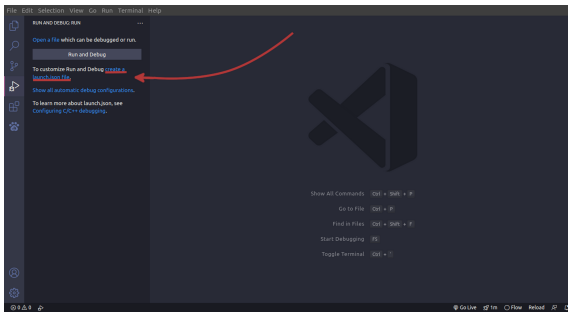 File Edit Selection View Go Run Terminal Help
RUN AND DEBUG: RUN ...
Open a file which can be debugged or run.
Run and Debug
To customize Run and Debug create a
launch.json file.
Show all automatic debug configurations.
To learn more about launch.json, see
Configuring C/C++ debugging.
Show All Commands Ctrl + Shift + P
Go to File Ctrl + P
Find in Files Ctrl + Shift + F
Start Debugging F5
Toggle Terminal Ctrl + `
0 0 Go Live 1m Flow Reload